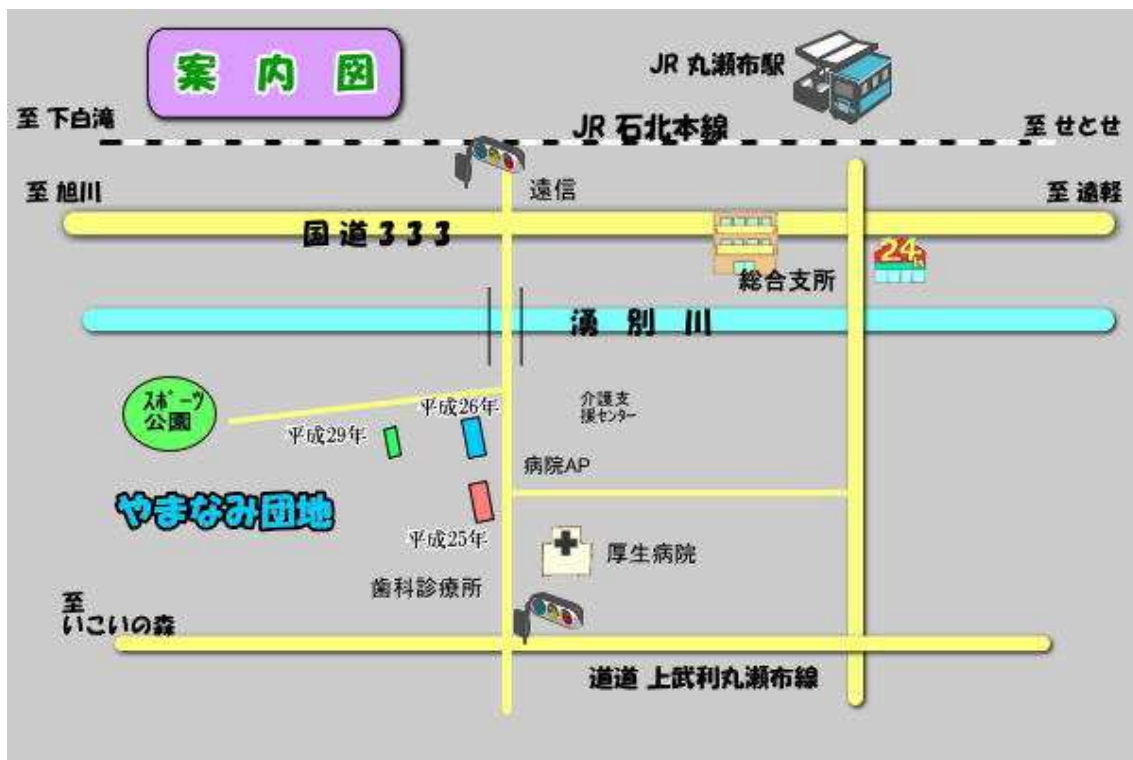 案内図
JR 丸瀬布駅
至 下白滝
JR 石北本線
至 せとせ
至 旭川
遠信
至 遠軽
国道333
24h
総合支所
湧別川
スポーツ
公園
平成26年
介護支
援センター
平成29年
病院AP
やまなみ団地
平成25年
厚生病院
歯科診療所
至
いこいの森
道道 上武利丸瀬布線